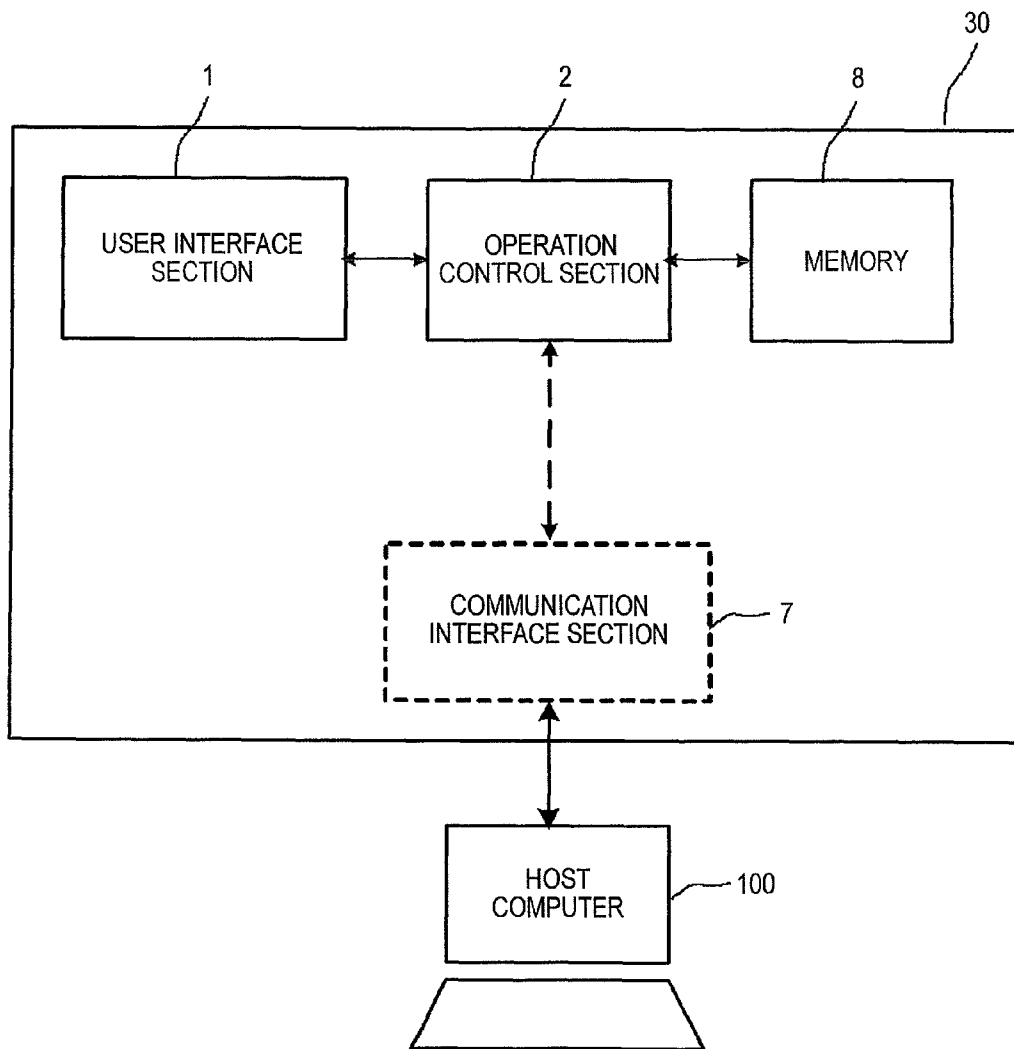 30
1
2
8
USER INTERFACE
SECTION
OPERATION
CONTROL SECTION
MEMORY
COMMUNICATION
INTERFACE SECTION
7
HOST
COMPUTER
100